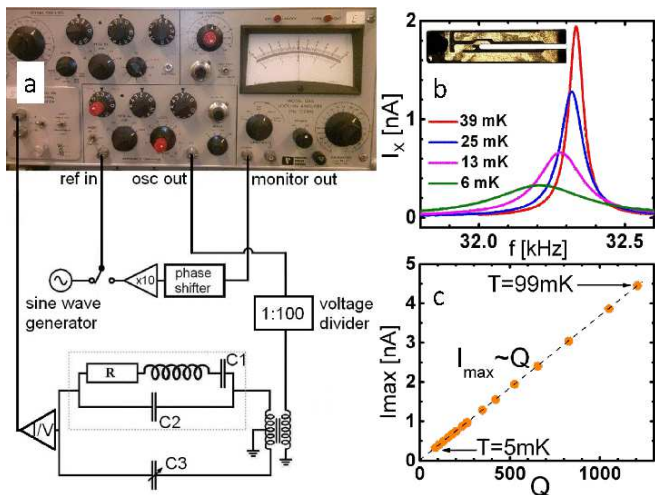 a
E
ref in
osc out
monitor out
sine wave
generator
x10
phase
shifter
1:100
voltage
divider
R
C1
C2
I/V
C3
b
2
1
0
Ix [nA]
39 mK
25 mK
13 mK
6 mK
32.0
32.5
f [kHz]
c
5
4
3
2
1
0
Imax [nA]
T=99mK
Imax~Q
T=5mK
0
500
1000
Q